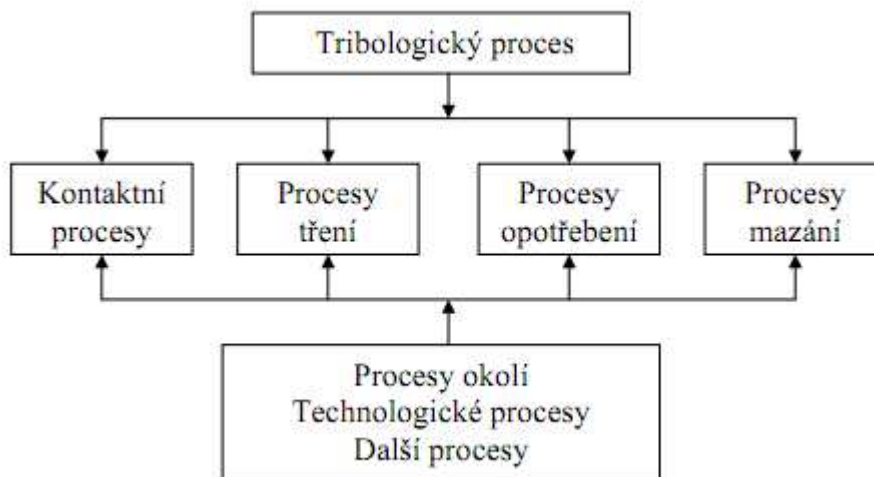 Tribologický proces
Kontaktní
procesy
Procesy
tření
Procesy
opotřebení
Procesy
mazání
Procesy okolí
Technologické procesy
Další procesy